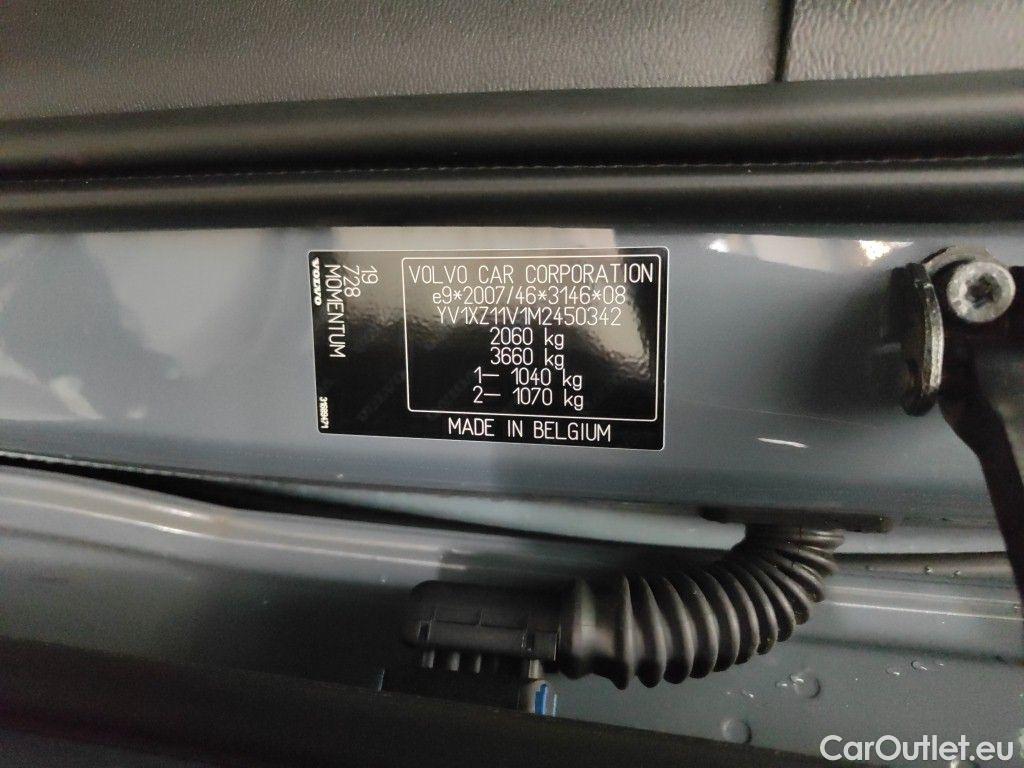 VOLVO CAR CORPORATION
e9*2007/46*3146*08
YV1XZ11V1M2450342
2060 kg
3660 kg
1– 1040 kg
2– 1070 kg
MADE IN BELGIUM
19
728
MOMENTUM
VOLVO
CarOutlet.eu